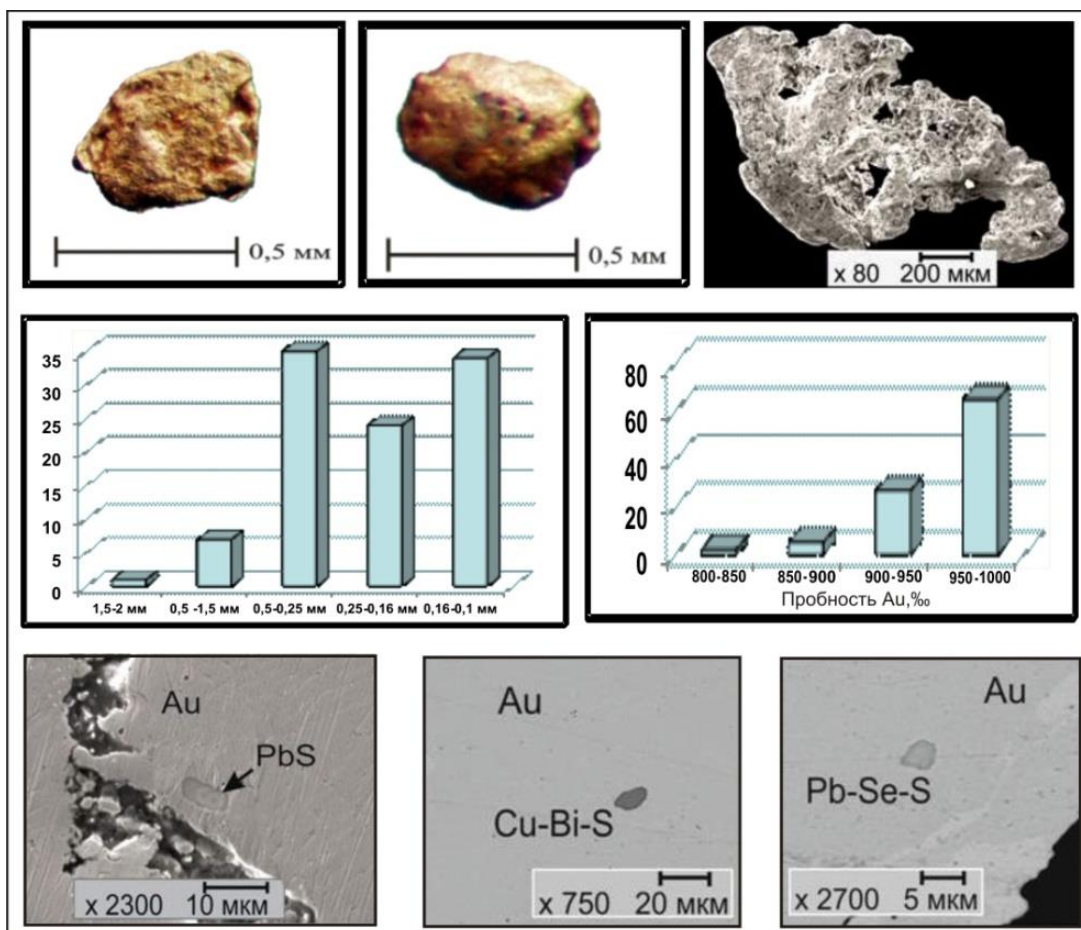 0,5 мм
0,5 мм
x 80 200 мкм
35
30
25
20
15
10
5
0
1,5-2 мм 0,5 -1,5 мм 0,5-0,25 мм 0,25-0,16 мм 0,16-0,1 мм
80
60
40
20
0
800-850 850-900 900-950 950-1000
Пробность Au,‰
Au
PbS
x 2300 10 мкм
Au
Cu-Bi-S
x 750 20 мкм
Au
Pb-Se-S
x 2700 5 мкм